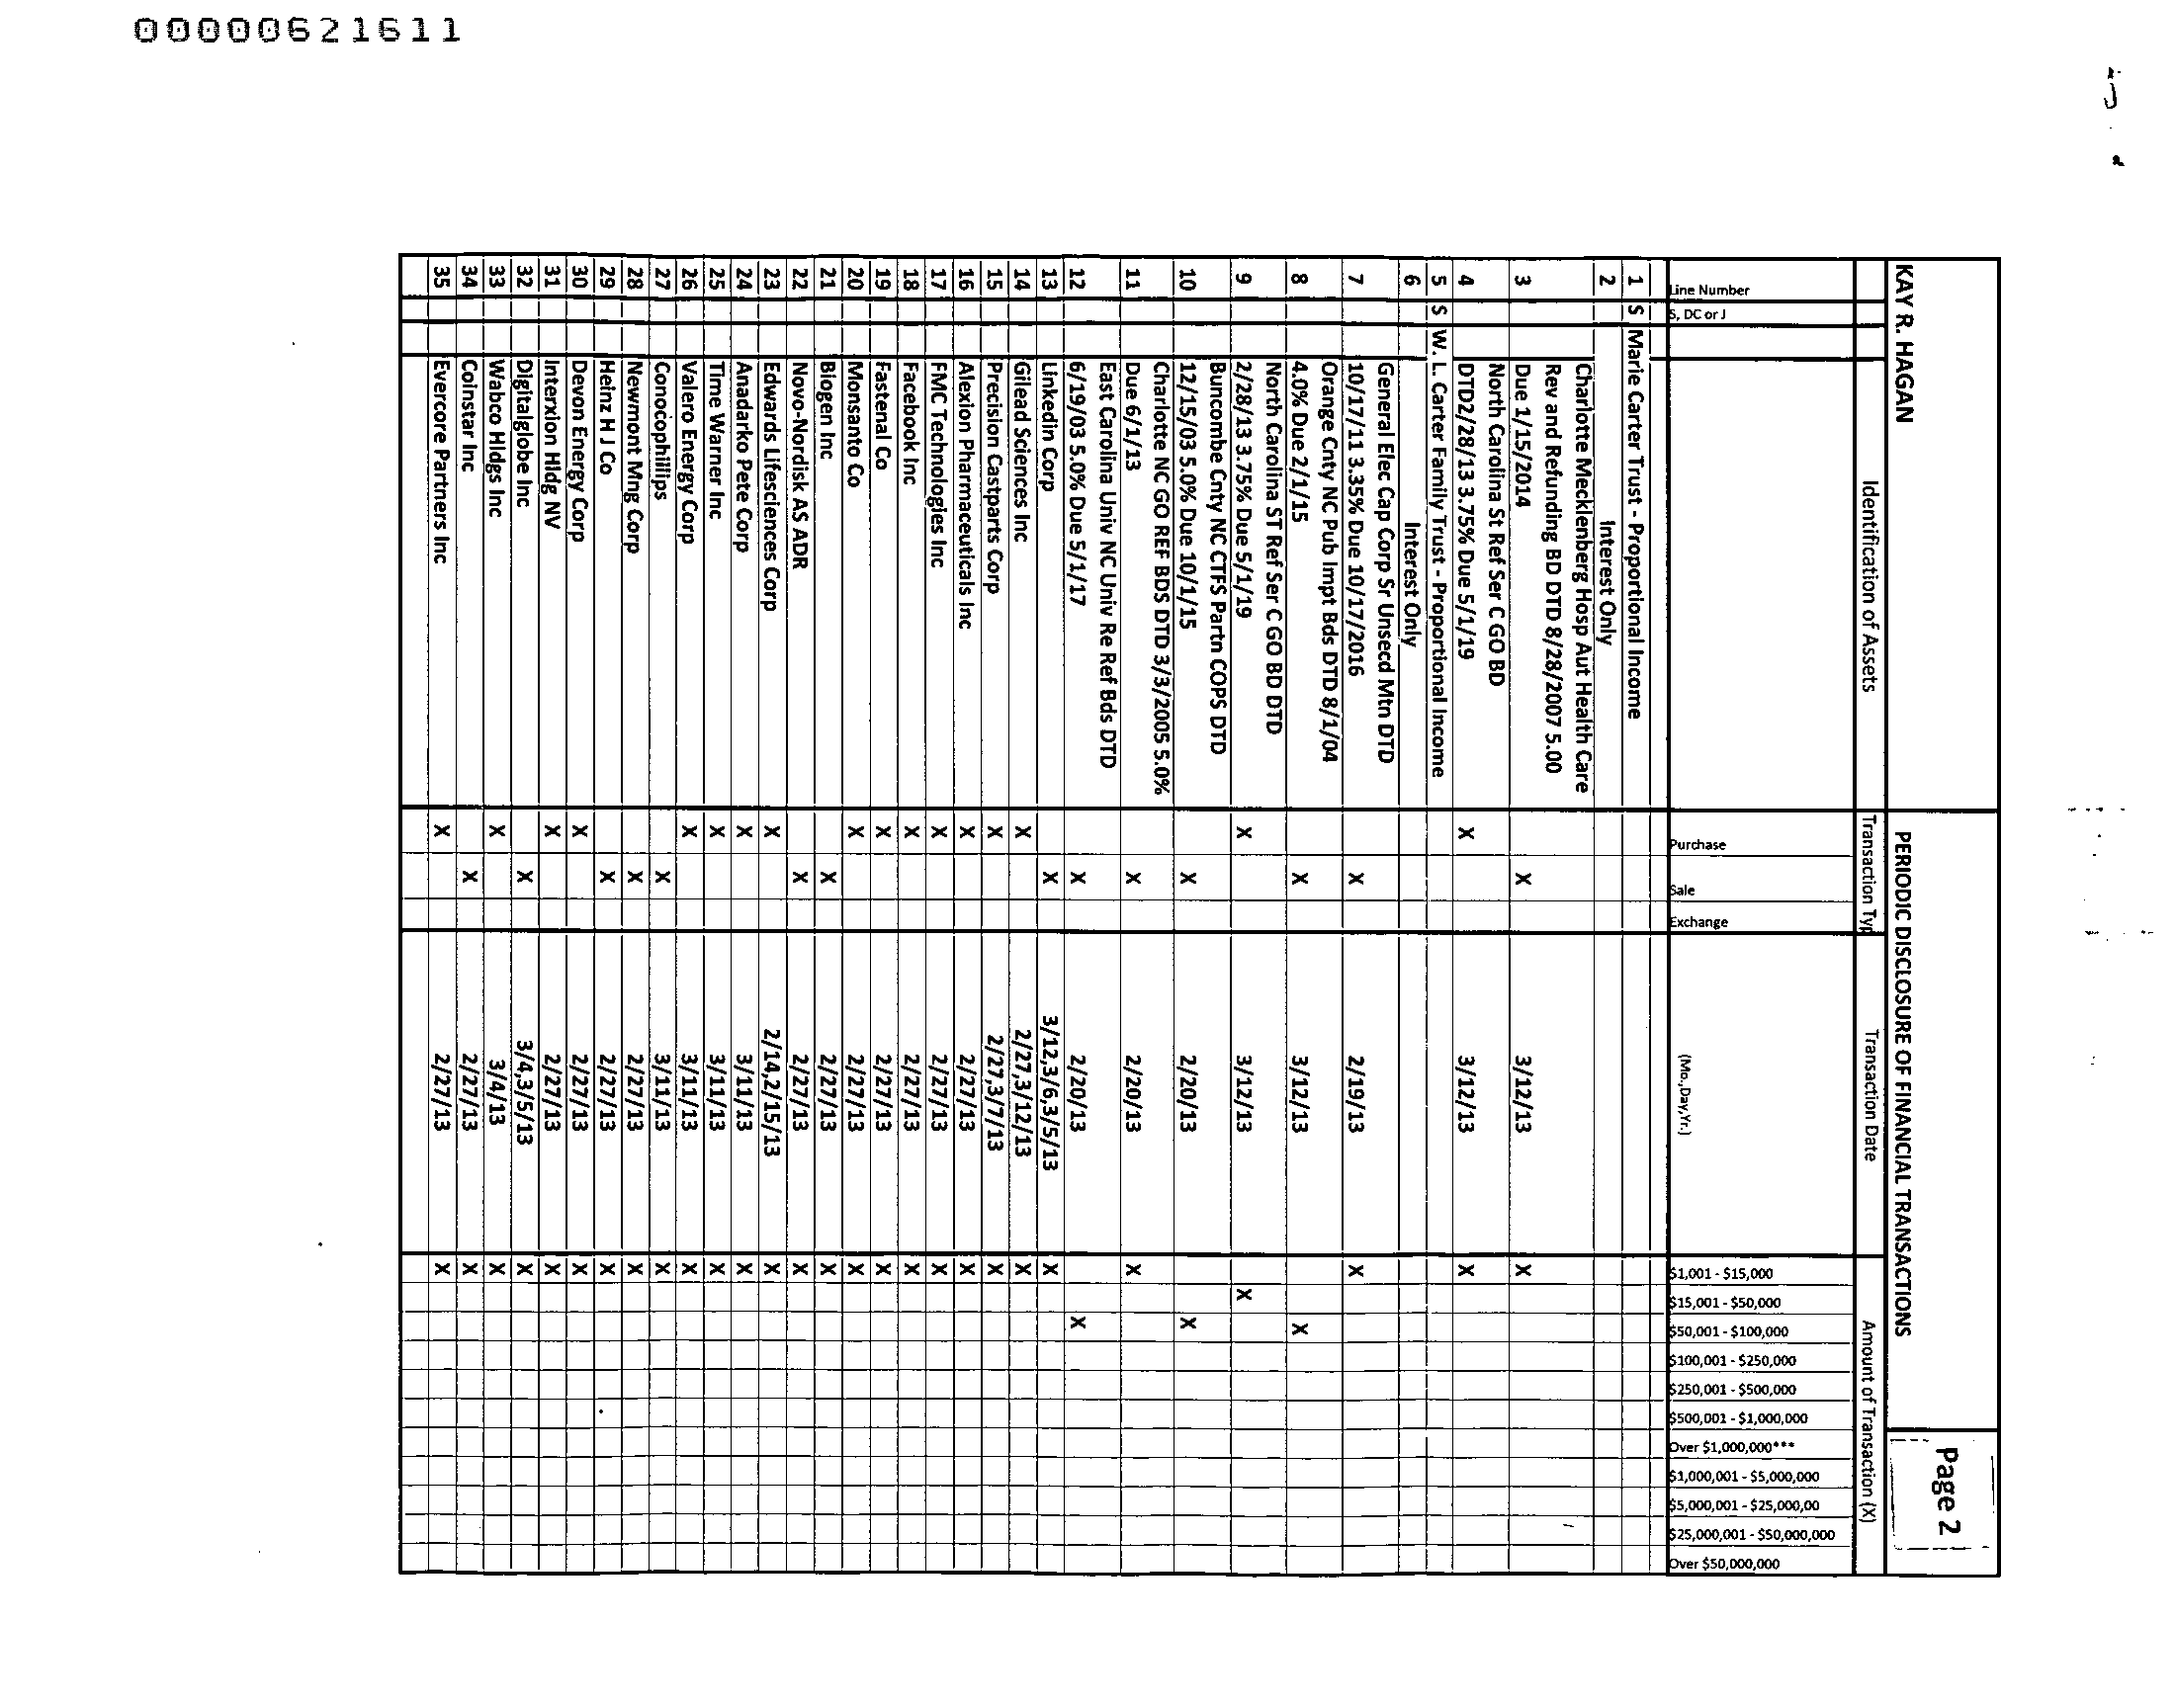 00000621611
KAY R. HAGAN PERIODIC DISCLOSURE OF FINANCIAL TRANSACTIONS Page 2
Identification of Assets Transaction Typ Transaction Date Amount of Transaction (X)
Line Number S, DC or J Purchase Sale Exchange (Mo.,Day,Yr.) $1,001 - $15,000 $15,001 - $50,000 $50,001 - $100,000 $100,001 - $250,000 $250,001 - $500,000 $500,001 - $1,000,000 Over $1,000,000*** $1,000,001 - $5,000,000 $5,000,001 - $25,000,00 $25,000,001 - $50,000,000 Over $50,000,000
1 S Marie Carter Trust - Proportional Income
2 Interest Only
Charlotte Mecklenberg Hosp Aut Health Care
Rev and Refunding BD DTD 8/28/2007 5.00
3 Due 1/15/2014 X 3/12/13 X
North Carolina St Ref Ser C GO BD
4 DTD2/28/13 3.75% Due 5/1/19 X 3/12/13 X
5 S W. L. Carter Family Trust - Proportional Income
6 Interest Only
General Elec Cap Corp Sr Unsecd Mtn DTD
7 10/17/11 3.35% Due 10/17/2016 X 2/19/13 X
Orange Cnty NC Pub Impt Bds DTD 8/1/04
8 4.0% Due 2/1/15 X 3/12/13 X
North Carolina ST Ref Ser C GO BD DTD
9 2/28/13 3.75% Due 5/1/19 X 3/12/13 X
Buncombe Cnty NC CTFS Partn COPS DTD
10 12/15/03 5.0% Due 10/1/15 X 2/20/13 X
Charlotte NC GO REF BDS DTD 3/3/2005 5.0%
11 Due 6/1/13 X 2/20/13 X
East Carolina Univ NC Univ Re Ref Bds DTD
12 6/19/03 5.0% Due 5/1/17 X 2/20/13 X
13 Linkedin Corp X 3/12,3/6,3/5/13 X
14 Gilead Sciences Inc X 2/27,3/12/13 X
15 Precision Castparts Corp X 2/27,3/7/13 X
16 Alexion Pharmaceuticals Inc X 2/27/13 X
17 FMC Technologies Inc X 2/27/13 X
18 Facebook Inc X 2/27/13 X
19 Fastenal Co X 2/27/13 X
20 Monsanto Co X 2/27/13 X
21 Biogen Inc X 2/27/13 X
22 Novo-Nordisk AS ADR X 2/27/13 X
23 Edwards Lifesciences Corp X 2/14,2/15/13 X
24 Anadarko Pete Corp X 3/11/13 X
25 Time Warner Inc X 3/11/13 X
26 Valero Energy Corp X 3/11/13 X
27 Conocophillips X 3/11/13 X
28 Newmont Mng Corp X 2/27/13 X
29 Heinz H J Co X 2/27/13 X
30 Devon Energy Corp X 2/27/13 X
31 Interxion Hldg NV X 2/27/13 X
32 Digitalglobe Inc X 3/4,3/5/13 X
33 Wabco Hldgs Inc X 3/4/13 X
34 Coinstar Inc X 2/27/13 X
35 Evercore Partners Inc X 2/27/13 X